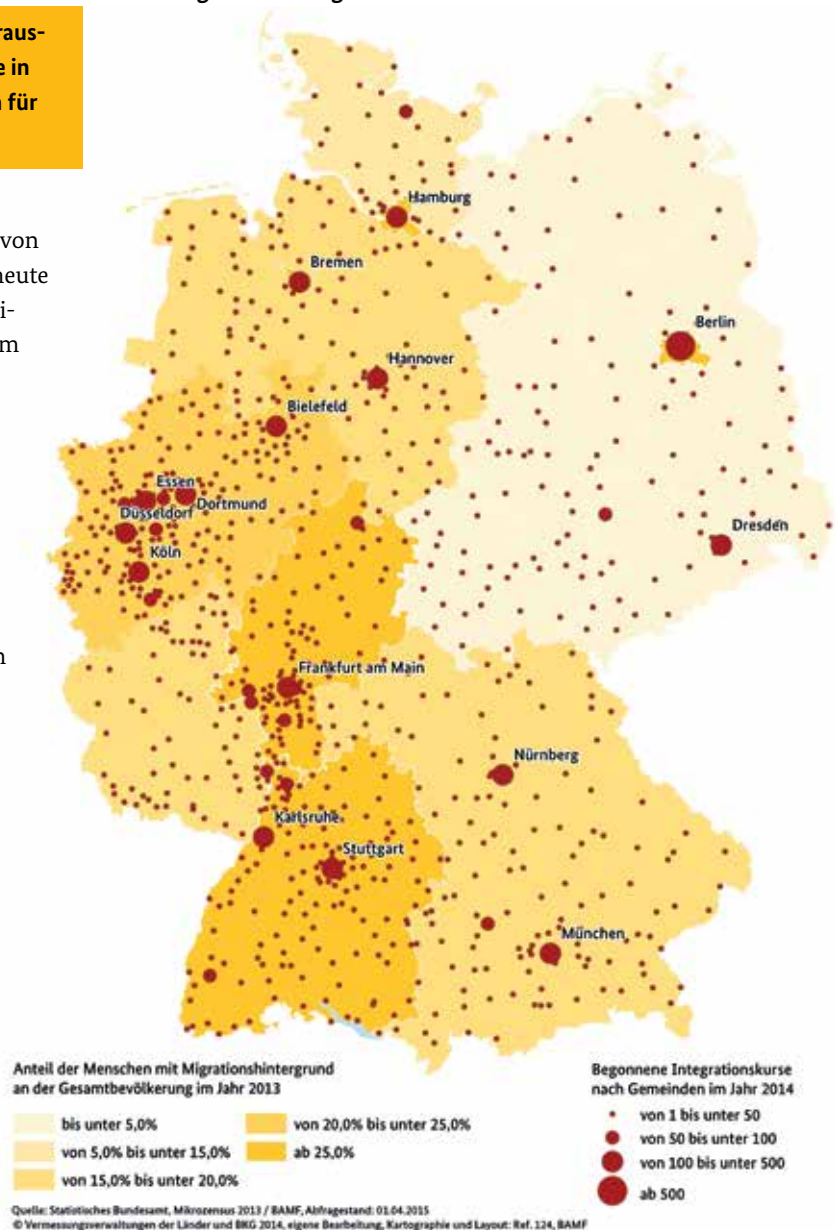 raus-
e in
für
von
heute
i-
m
n
Hamburg
Bremen
Berlin
Hannover
Bielefeld
Essen
Dortmund
Düsseldorf
Dresden
Köln
Frankfurt am Main
Nürnberg
Karlsruhe
Stuttgart
München
Anteil der Menschen mit Migrationshintergrund
an der Gesamtbevölkerung im Jahr 2013
bis unter 5,0%
von 5,0% bis unter 15,0%
von 15,0% bis unter 20,0%
von 20,0% bis unter 25,0%
ab 25,0%
Begonnene Integrationskurse
nach Gemeinden im Jahr 2014
von 1 bis unter 50
von 50 bis unter 100
von 100 bis unter 500
ab 500
Quelle: Statistisches Bundesamt, Mikrozensus 2013 / BAMF, Abfragestand: 01.04.2015
© Vermessungsverwaltungen der Länder und BKG 2014, eigene Bearbeitung, Kartographie und Layout: Ref. 124, BAMF